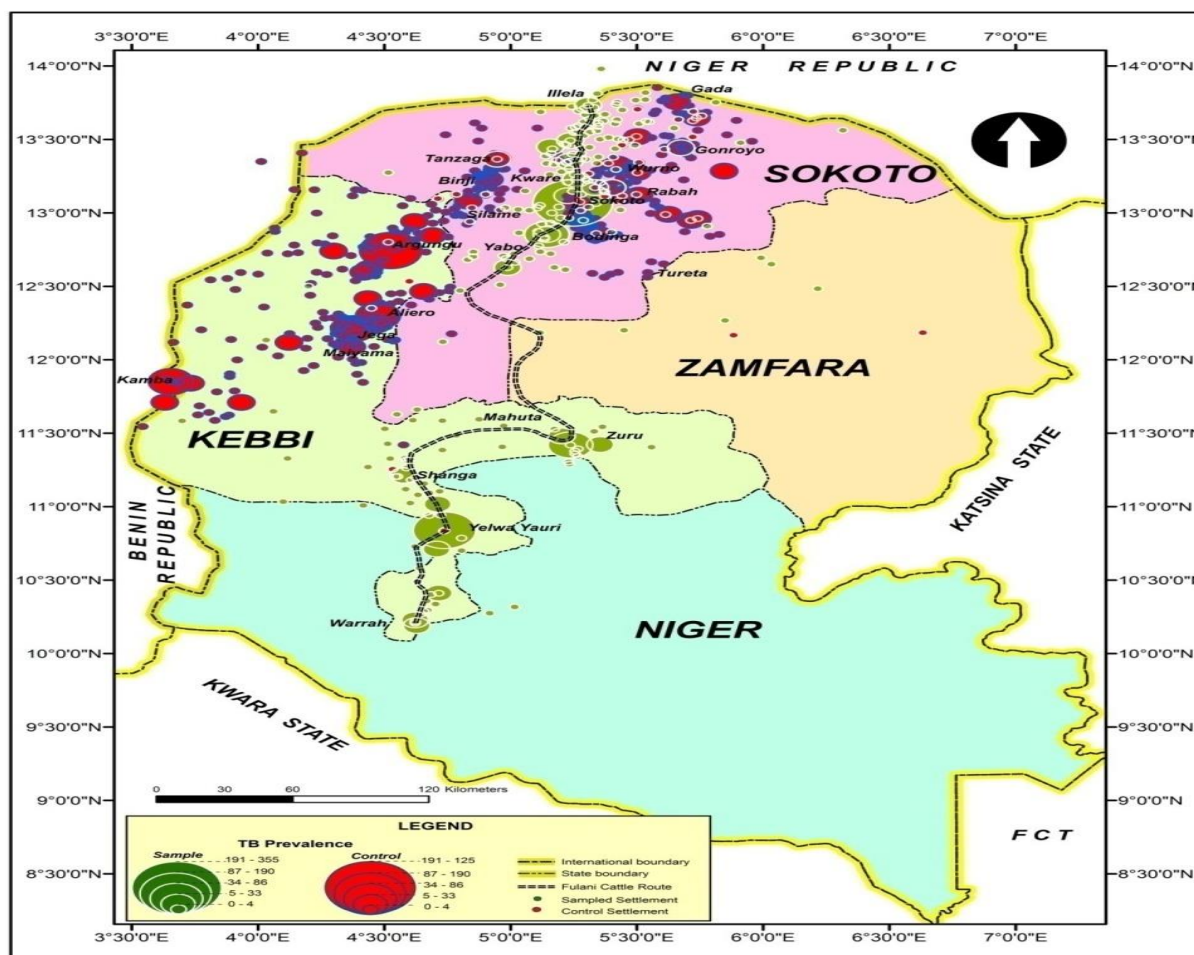 3°30'0"E 4°0'0"E 4°30'0"E 5°0'0"E 5°30'0"E 6°0'0"E 6°30'0"E 7°0'0"E
14°0'0"N NIGER REPUBLIC 14°0'0"N
Illela Gada
13°30'0"N 13°30'0"N
Gonroyo
Tanzaga Wurno
Binji Kware SOKOTO
Rabah
Sokoto
13°0'0"N Silame 13°0'0"N
Bodinga
Argungu Yabo
Tureta
12°30'0"N 12°30'0"N
Aliero
Jega
12°0'0"N Maiyama ZAMFARA 12°0'0"N
Kamba
Mahuta
11°30'0"N KEBBI Zuru 11°30'0"N
Shanga
11°0'0"N 11°0'0"N
BENIN
REPUBLIC
Yelwa Yauri
KATSINA STATE
10°30'0"N 10°30'0"N
Warrah NIGER
10°0'0"N 10°0'0"N
KWARA STATE
9°30'0"N 9°30'0"N
0 30 60 120 Kilometers
9°0'0"N 9°0'0"N
FCT
8°30'0"N 8°30'0"N
LEGEND
TB Prevalence
Sample
191 - 355
87 - 190
34 - 86
5 - 33
0 - 4
Control
191 - 125
87 - 190
34 - 86
5 - 33
0 - 4
International boundary
State boundary
Fulani Cattle Route
Sampled Settlement
Control Settlement
3°30'0"E 4°0'0"E 4°30'0"E 5°0'0"E 5°30'0"E 6°0'0"E 6°30'0"E 7°0'0"E